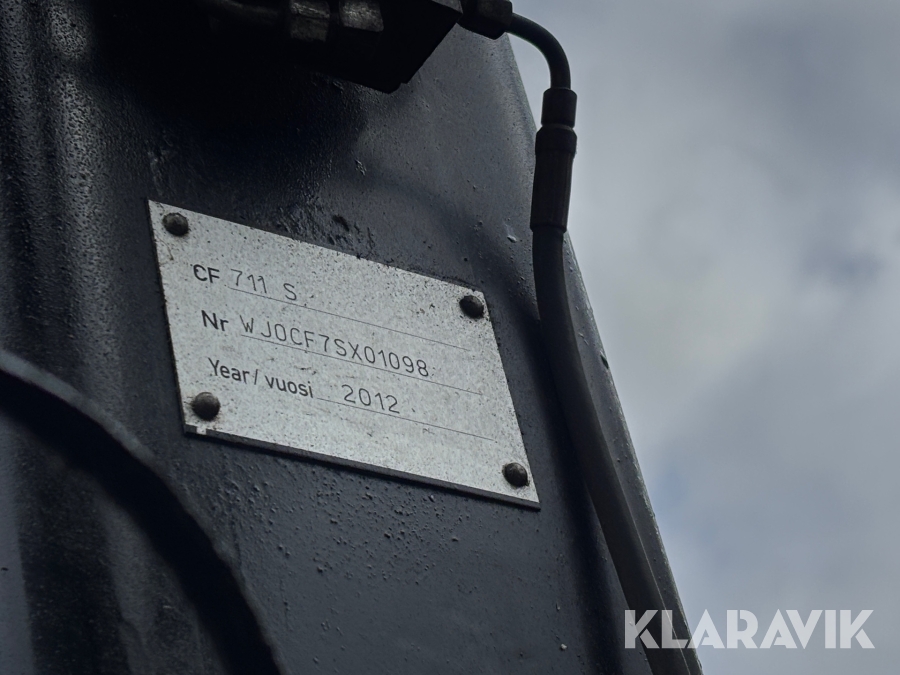 CF 711 S
Nr WJ0CF7SX01098
Year/vuosi 2012
KLARAVIK